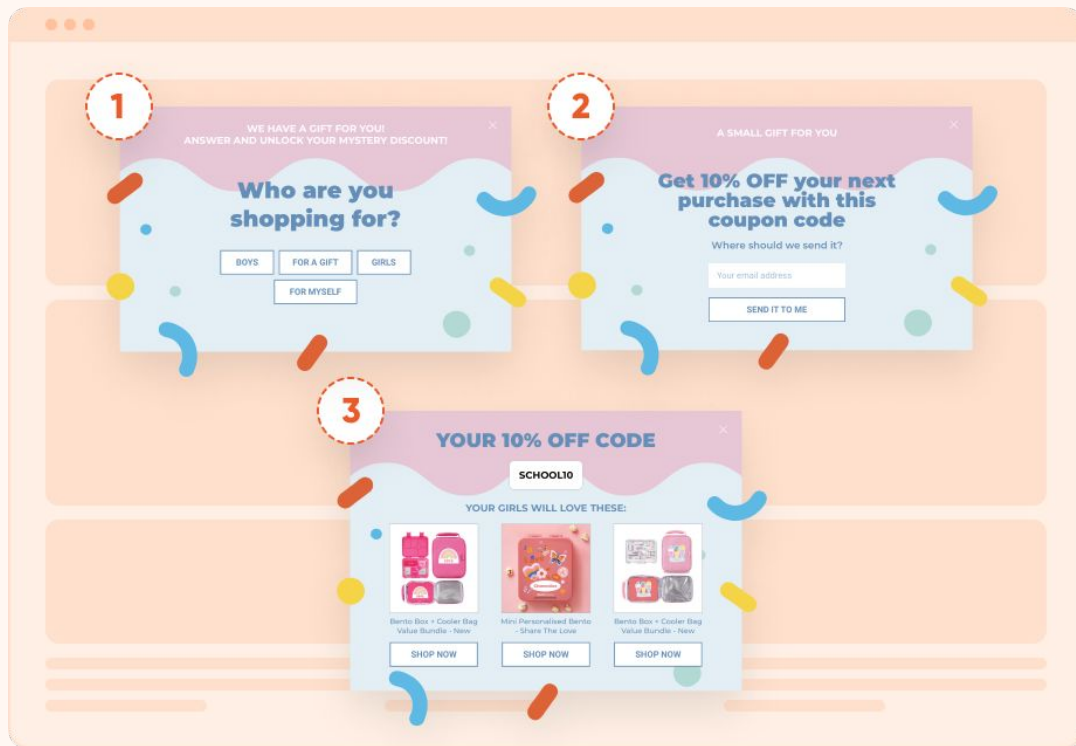 1
WE HAVE A GIFT FOR YOU!
ANSWER AND UNLOCK YOUR MYSTERY DISCOUNT!
Who are you
shopping for?
BOYS
FOR A GIFT
GIRLS
FOR MYSELF
2
A SMALL GIFT FOR YOU
Get 10% OFF your next
purchase with this
coupon code
Where should we send it?
Your email address
SEND IT TO ME
3
YOUR 10% OFF CODE
SCHOOL10
YOUR GIRLS WILL LOVE THESE:
Bento Box + Cooler Bag
Value Bundle - New
SHOP NOW
Mini Personalised Bento
- Share The Love
SHOP NOW
Bento Box + Cooler Bag
Value Bundle - New
SHOP NOW